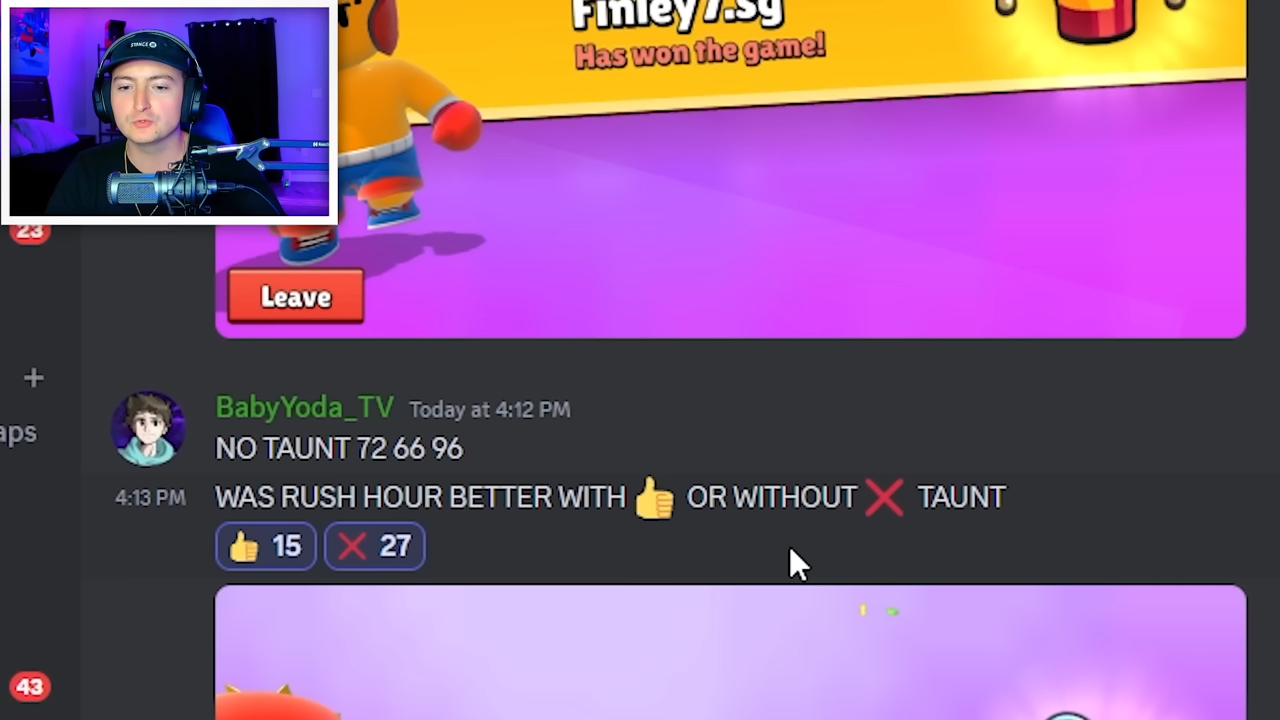 STANCE
Finley7.sg
Has won the game!
23
Leave
aps
BabyYoda_TV Today at 4:12 PM
NO TAUNT 72 66 96
4:13 PM WAS RUSH HOUR BETTER WITH 👍 OR WITHOUT ❌ TAUNT
👍 15 ❌ 27
43